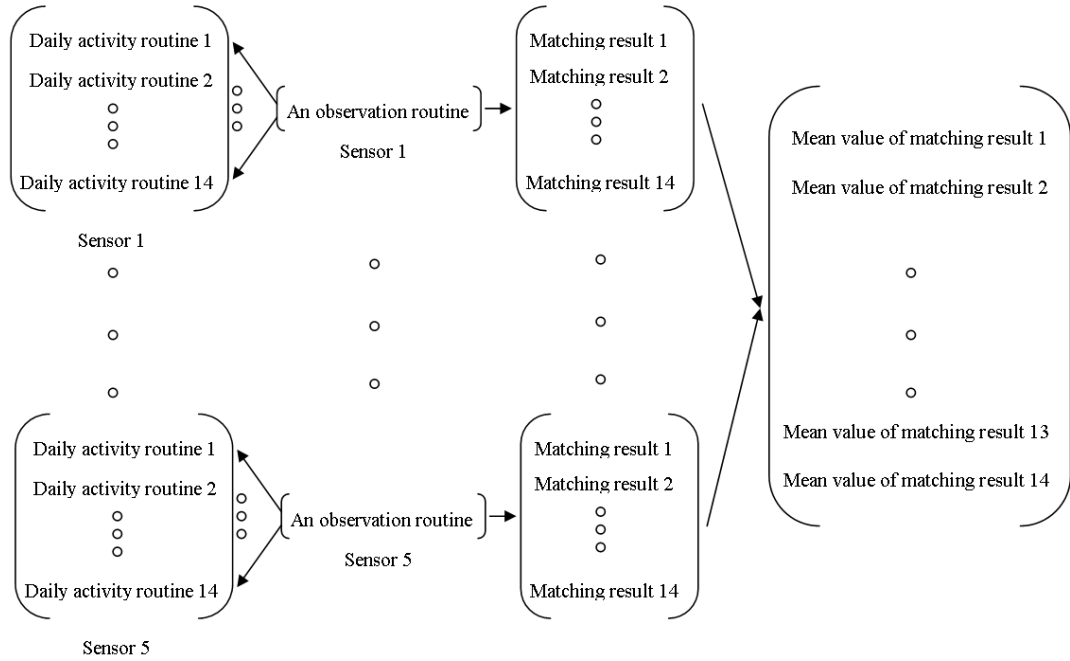 Daily activity routine 1
Daily activity routine 2
Daily activity routine 14
Sensor 1
An observation routine
Sensor 1
Matching result 1
Matching result 2
Matching result 14
Mean value of matching result 1
Mean value of matching result 2
Mean value of matching result 13
Mean value of matching result 14
Daily activity routine 1
Daily activity routine 2
Daily activity routine 14
Sensor 5
An observation routine
Sensor 5
Matching result 1
Matching result 2
Matching result 14